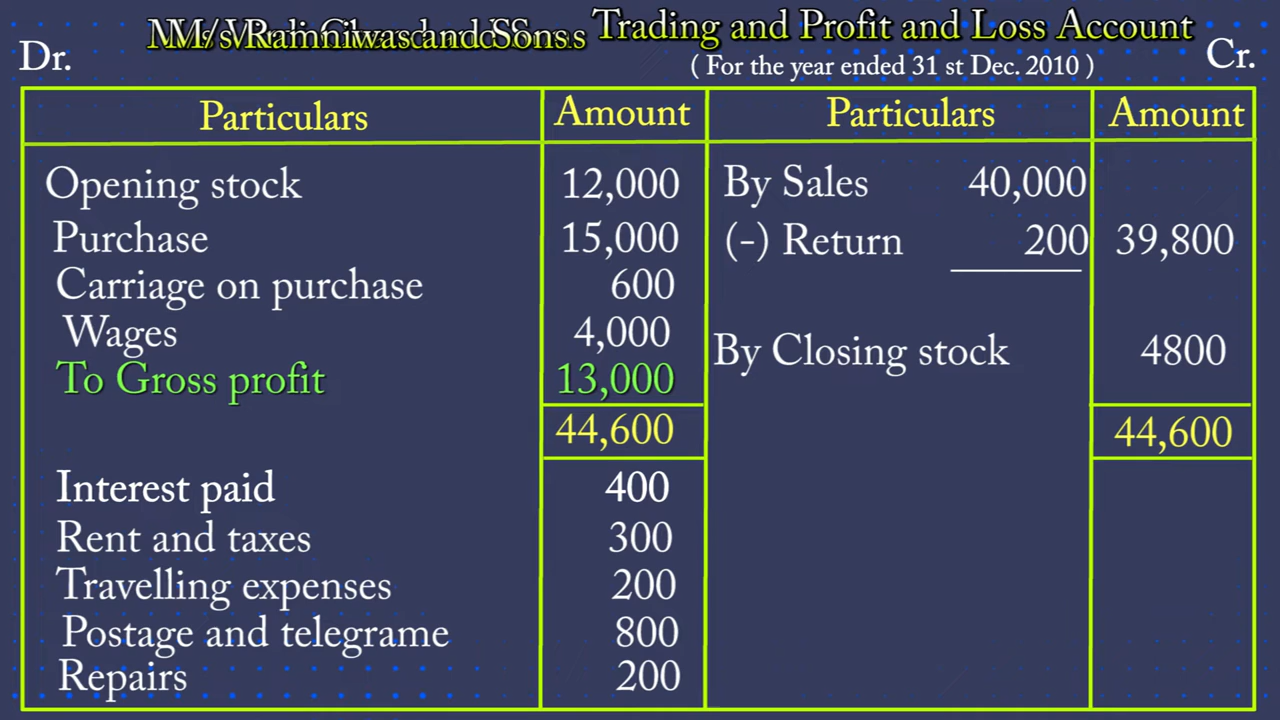 Trading and Profit and Loss Account
Dr.
( For the year ended 31 st Dec. 2010 )
Cr.
Particulars Amount Particulars Amount
Opening stock 12,000 By Sales 40,000
Purchase 15,000 (-) Return 200 39,800
Carriage on purchase 600
Wages 4,000 By Closing stock 4800
To Gross profit 13,000
44,600 44,600
Interest paid 400
Rent and taxes 300
Travelling expenses 200
Postage and telegrame 800
Repairs 200